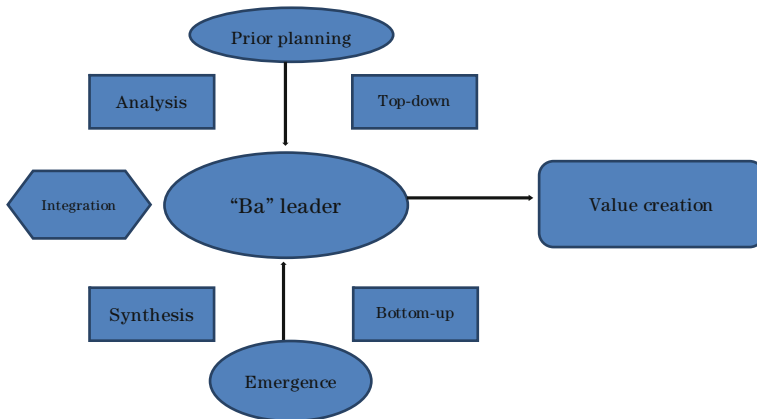 Prior planning
Analysis
Top-down
Integration
“Ba” leader
Value creation
Synthesis
Bottom-up
Emergence